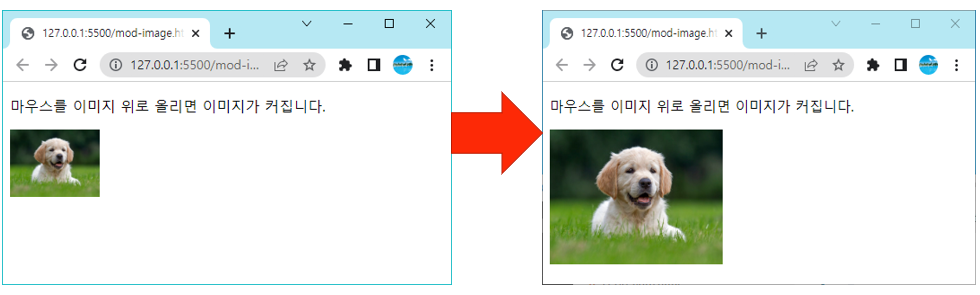 127.0.0.1:5500/mod-image.h
127.0.0.1:5500/mod-i...
마우스를 이미지 위로 올리면 이미지가 커집니다.
127.0.0.1:5500/mod-image.h
127.0.0.1:5500/mod-i...
마우스를 이미지 위로 올리면 이미지가 커집니다.